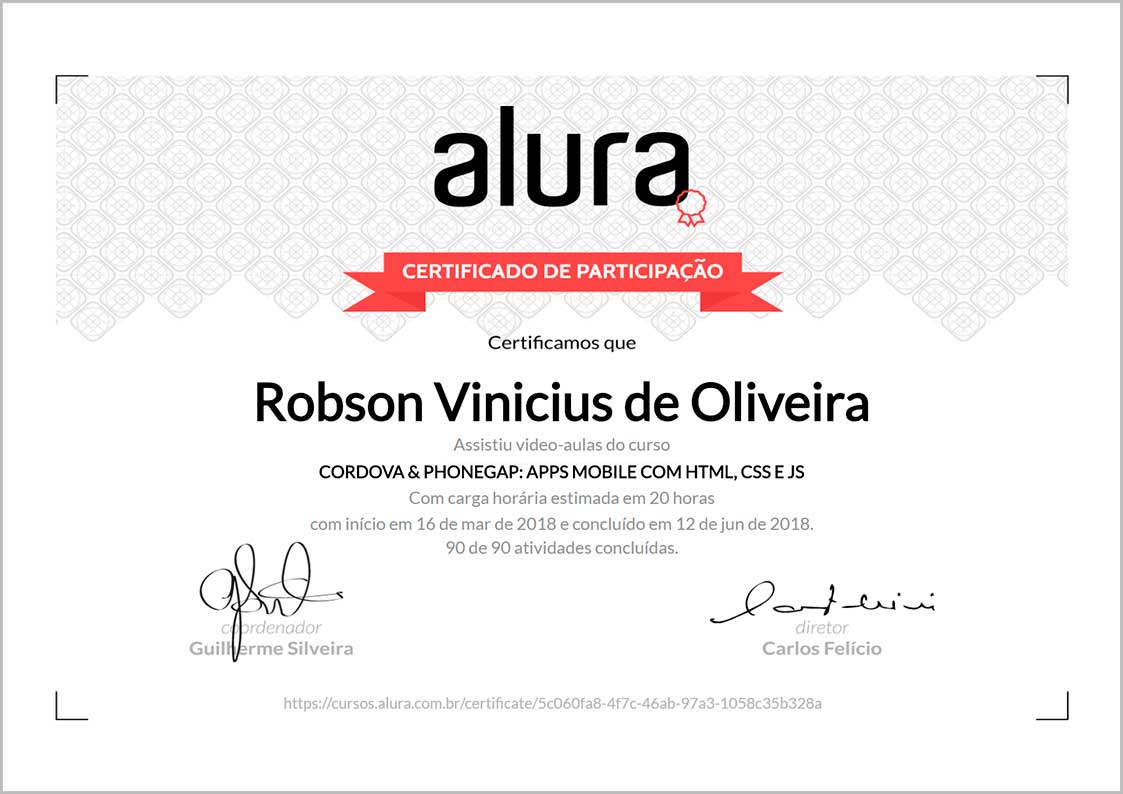 alura
CERTIFICADO DE PARTICIPAÇÃO
Certificamos que
Robson Vinicius de Oliveira
Assistiu video-aulas do curso
CORDOVA & PHONEGAP: APPS MOBILE COM HTML, CSS E JS
Com carga horária estimada em 20 horas
com início em 16 de mar de 2018 e concluído em 12 de jun de 2018.
90 de 90 atividades concluídas.
coordenador
Guilherme Silveira
diretor
Carlos Felício
https://cursos.alura.com.br/certificate/5c060fa8-4f7c-46ab-97a3-1058c35b328a